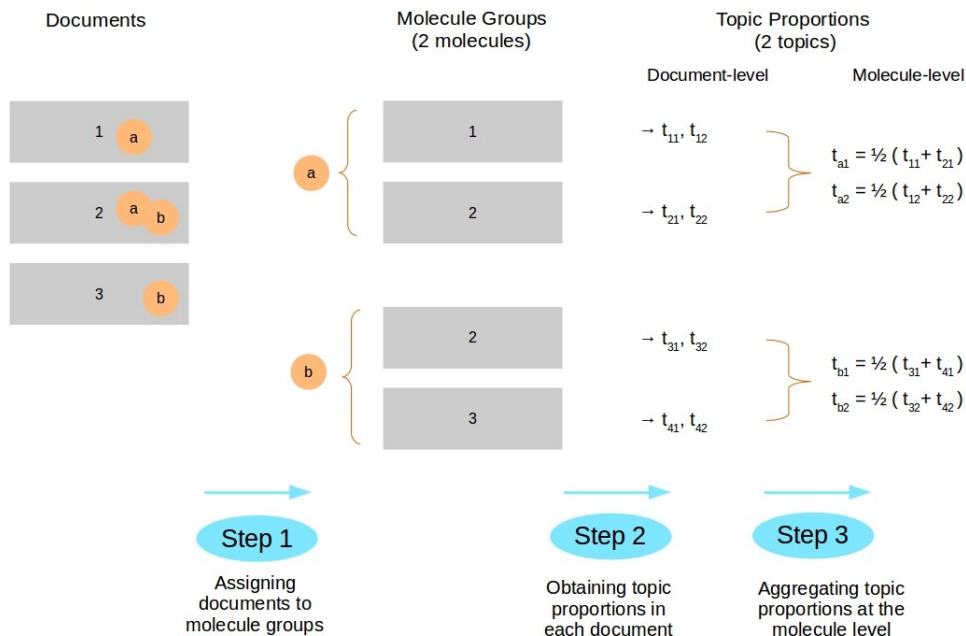 Documents
Molecule Groups
(2 molecules)
Topic Proportions
(2 topics)
Document-level
Molecule-level
1
a
2
a
b
3
b
a
1
2
→ t11, t12
→ t21, t22
ta1 = ½ ( t11+ t21)
ta2 = ½ ( t12+ t22)
b
2
3
→ t31, t32
→ t41, t42
tb1 = ½ ( t31+ t41)
tb2 = ½ ( t32+ t42)
Step 1
Assigning
documents to
molecule groups
Step 2
Obtaining topic
proportions in
each document
Step 3
Aggregating topic
proportions at the
molecule level